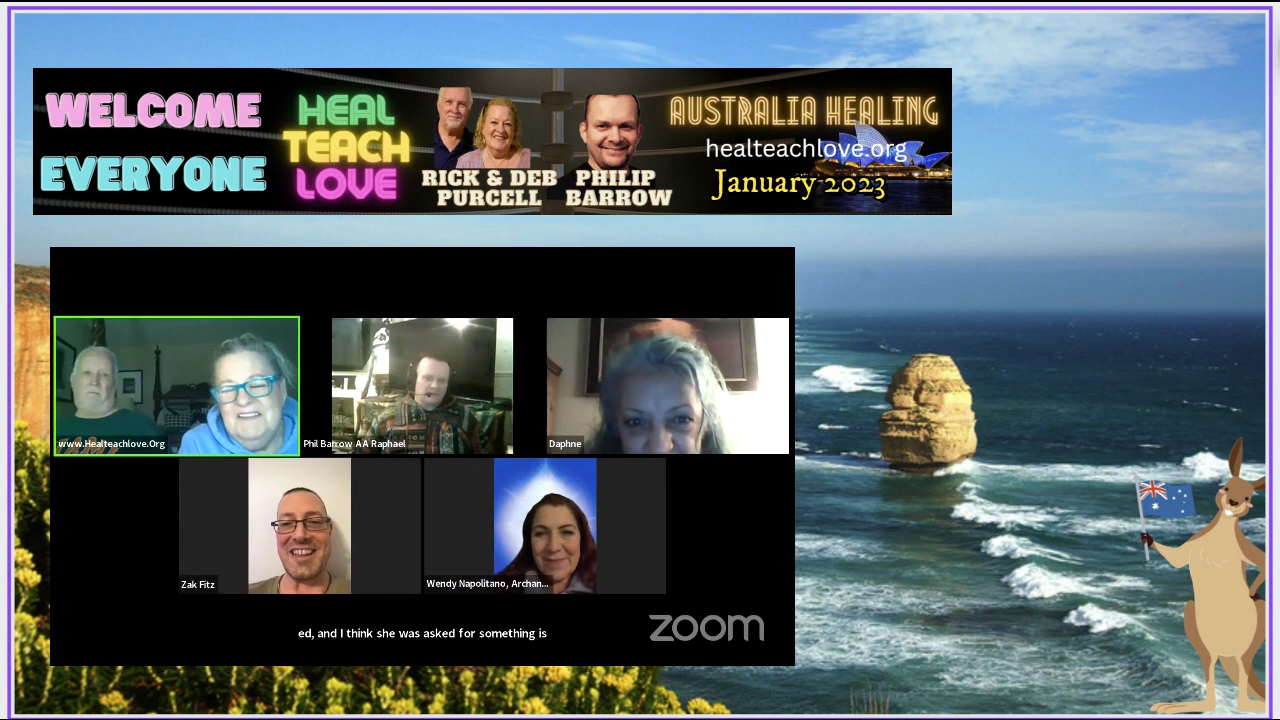 WELCOME
EVERYONE
HEAL
TEACH
LOVE
RICK & DEB
PURCELL
PHILIP
BARROW
AUSTRALIA HEALING
healteachlove.org
January 2023
www.Healteachlove.Org
Phil Barrow AA Raphael
Daphne
Zak Fitz
Wendy Napolitano, Archan...
ed, and I think she was asked for something is
zoom